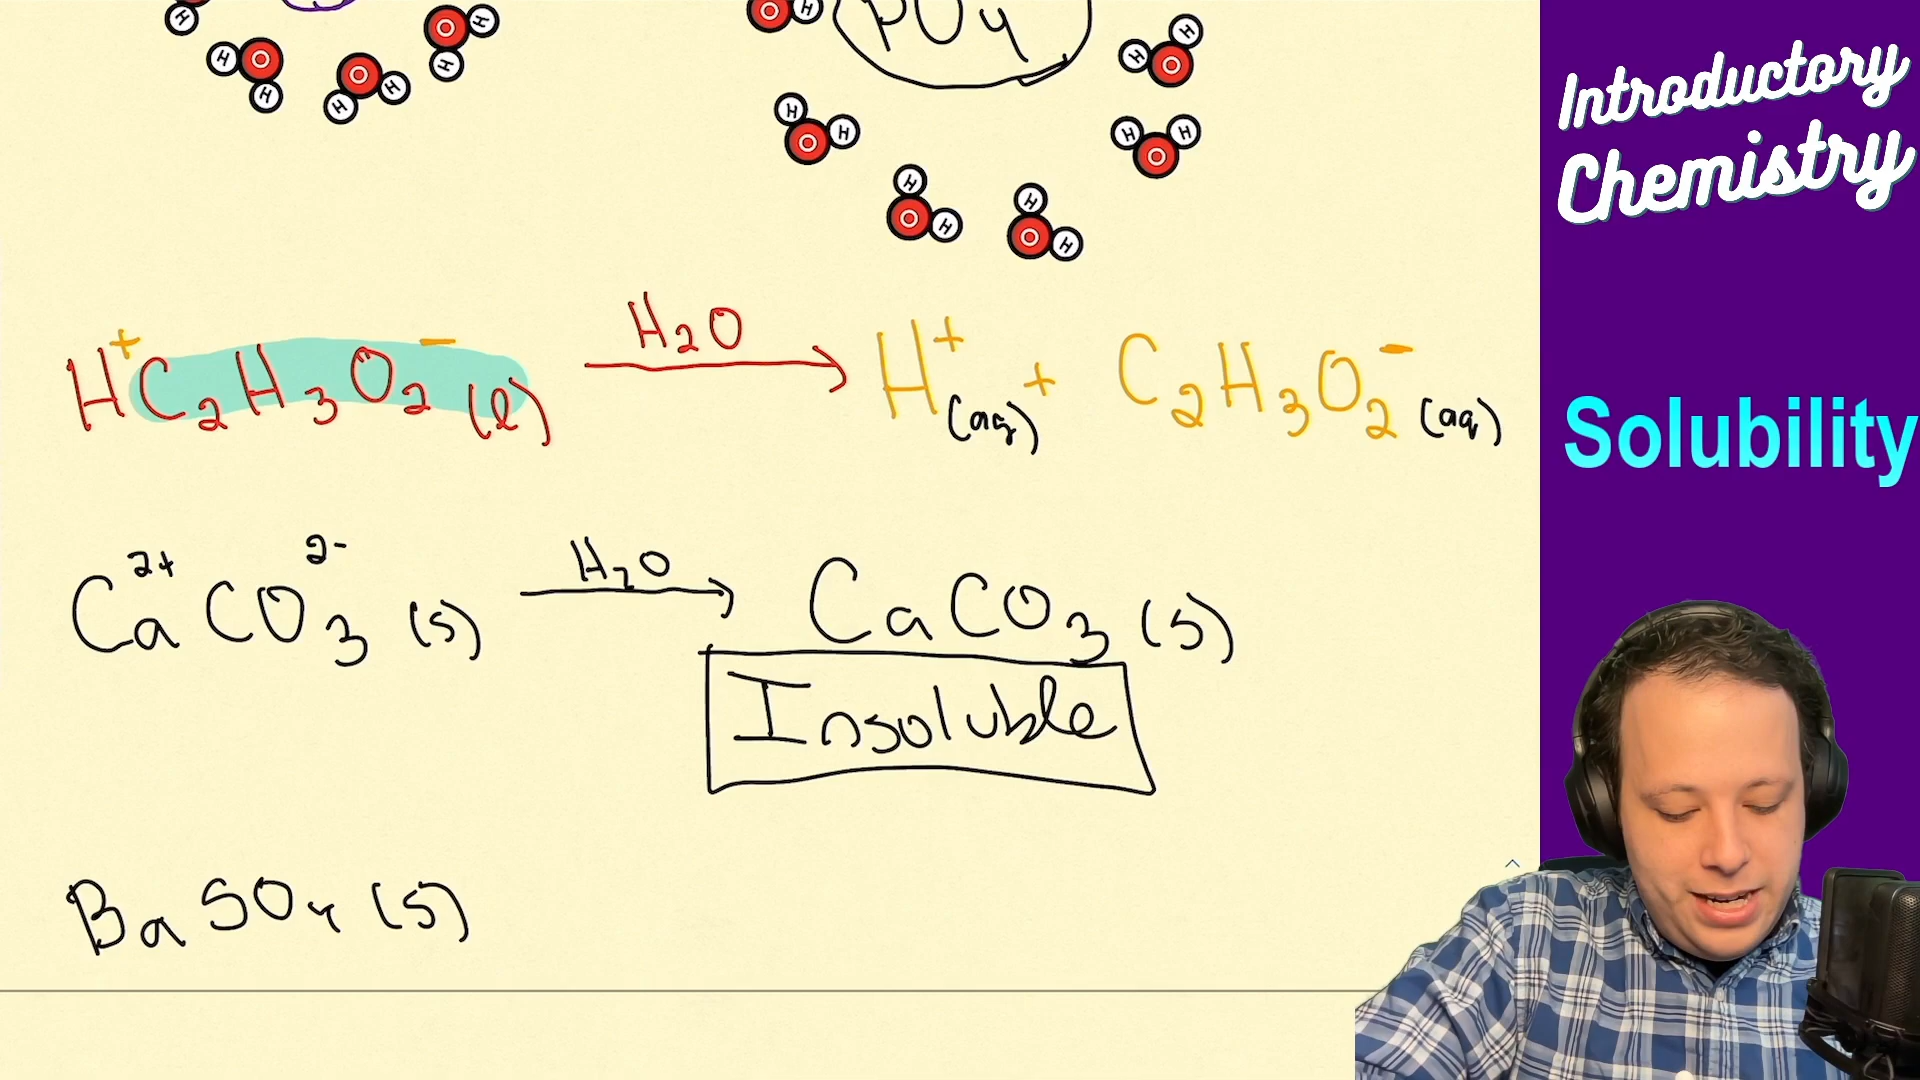 H
H
O
H
O
H
H
O
H
H
O
H
PO₄
H
O
H
H
O
H
H
O
H
H
O
H
H
O
H
Introductory
Chemistry
Solubility
H⁺C₂H₃O₂⁻ (l) H₂O H⁺(aq) + C₂H₃O₂⁻ (aq)
Ca²⁺CO₃²⁻ (s) H₂O CaCO₃ (s)
Insoluble
BaSO₄ (s)